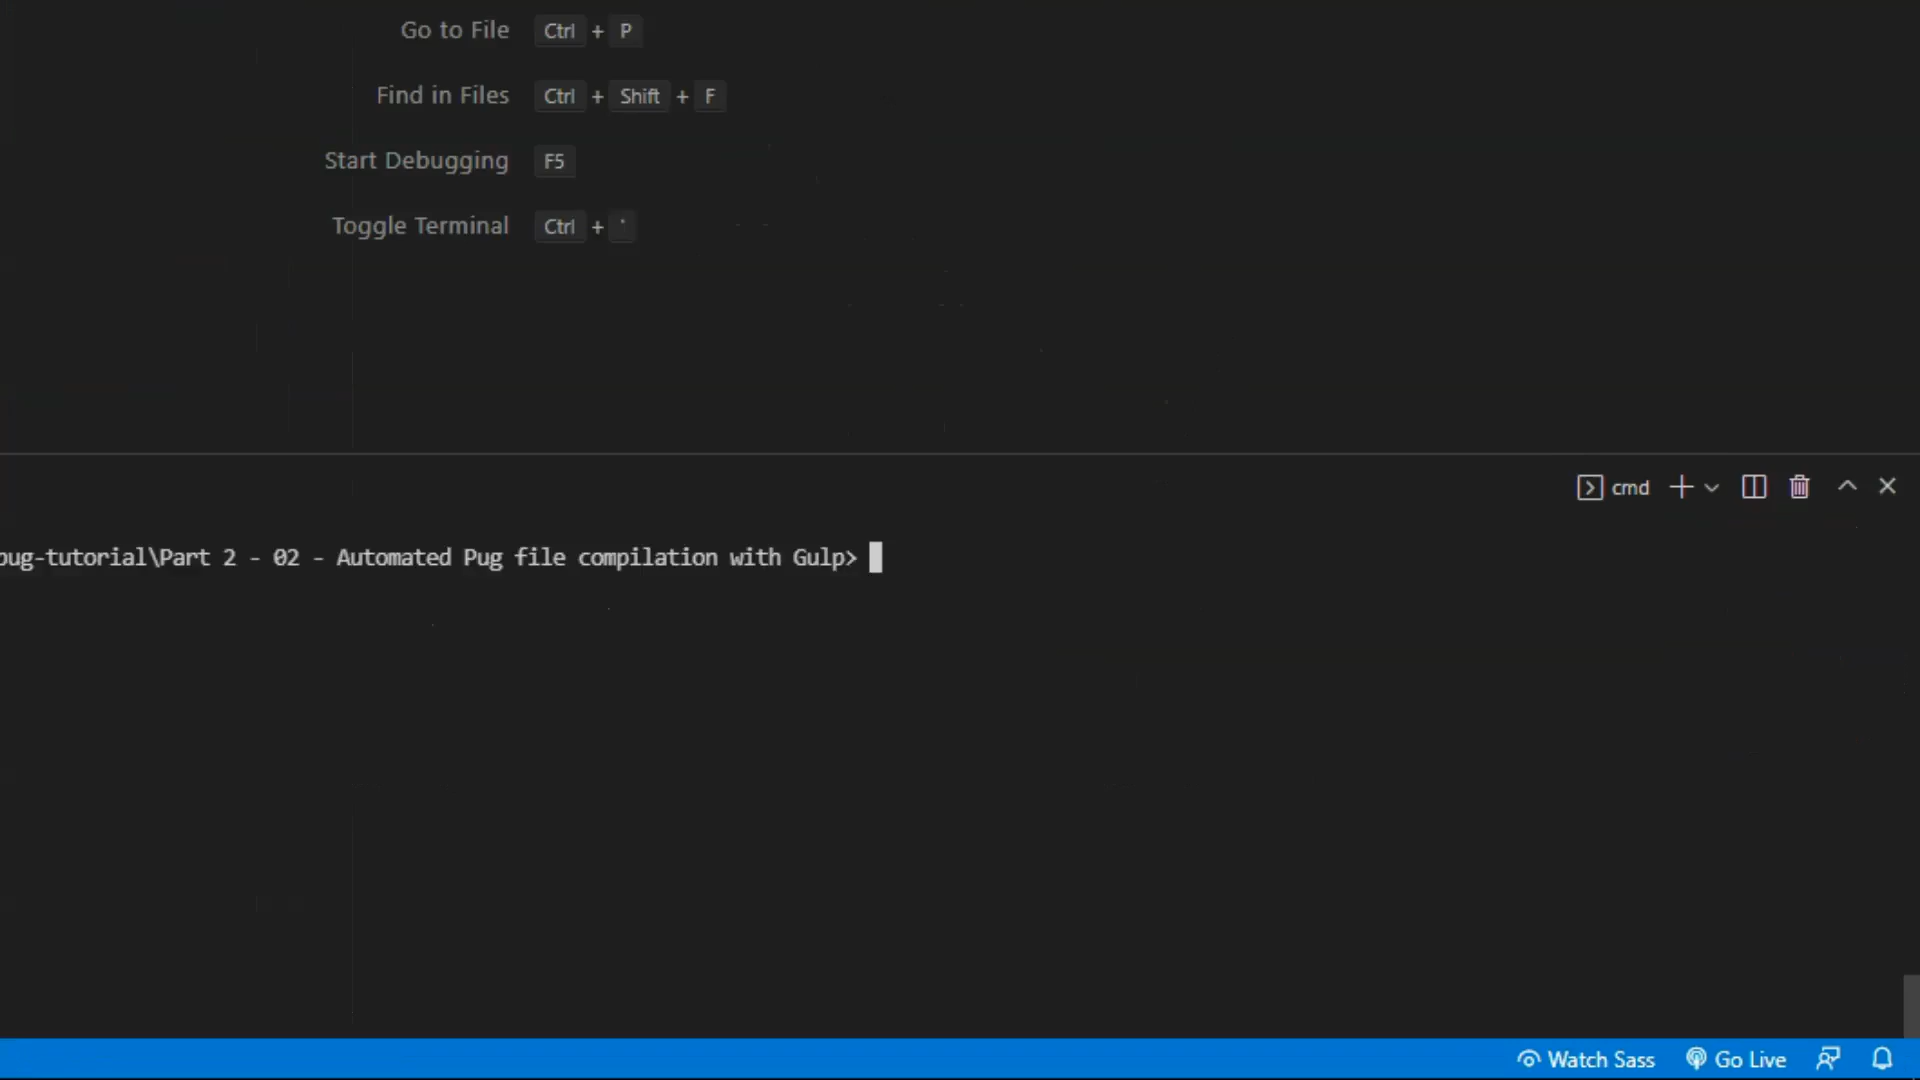 Go to File Ctrl + P
Find in Files Ctrl + Shift + F
Start Debugging F5
Toggle Terminal Ctrl + `
cmd
pug-tutorial\Part 2 - 02 - Automated Pug file compilation with Gulp>
Watch Sass Go Live